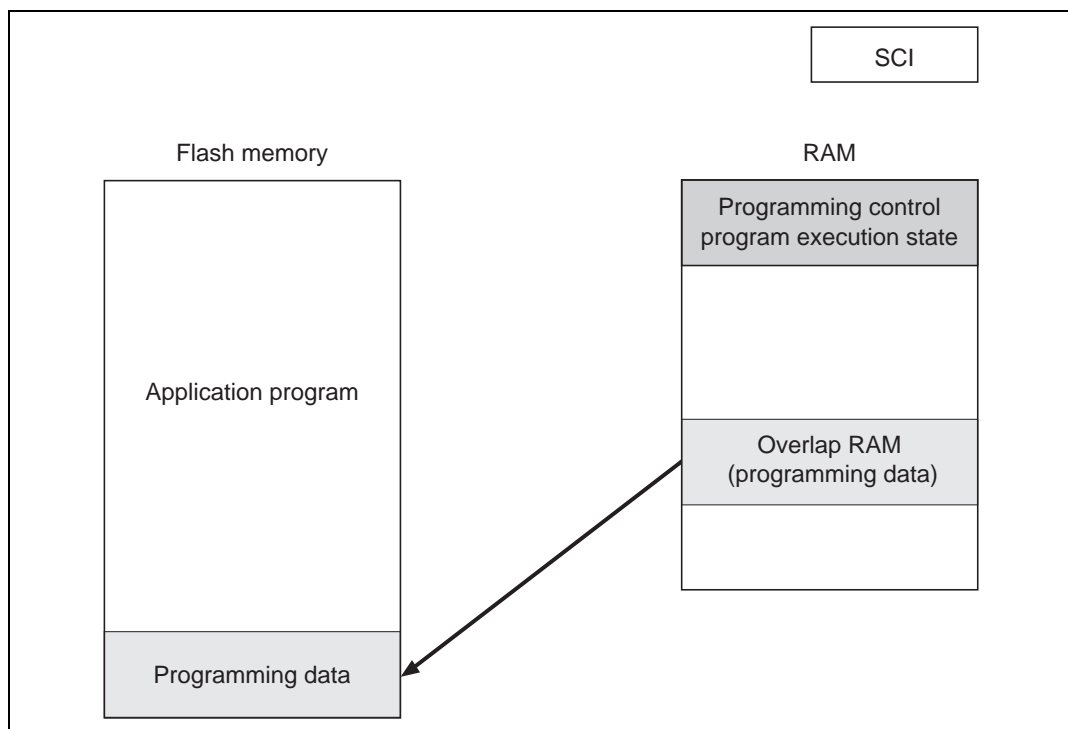 SCI
Flash memory
RAM
Programming control
program execution state
Application program
Overlap RAM
(programming data)
Programming data